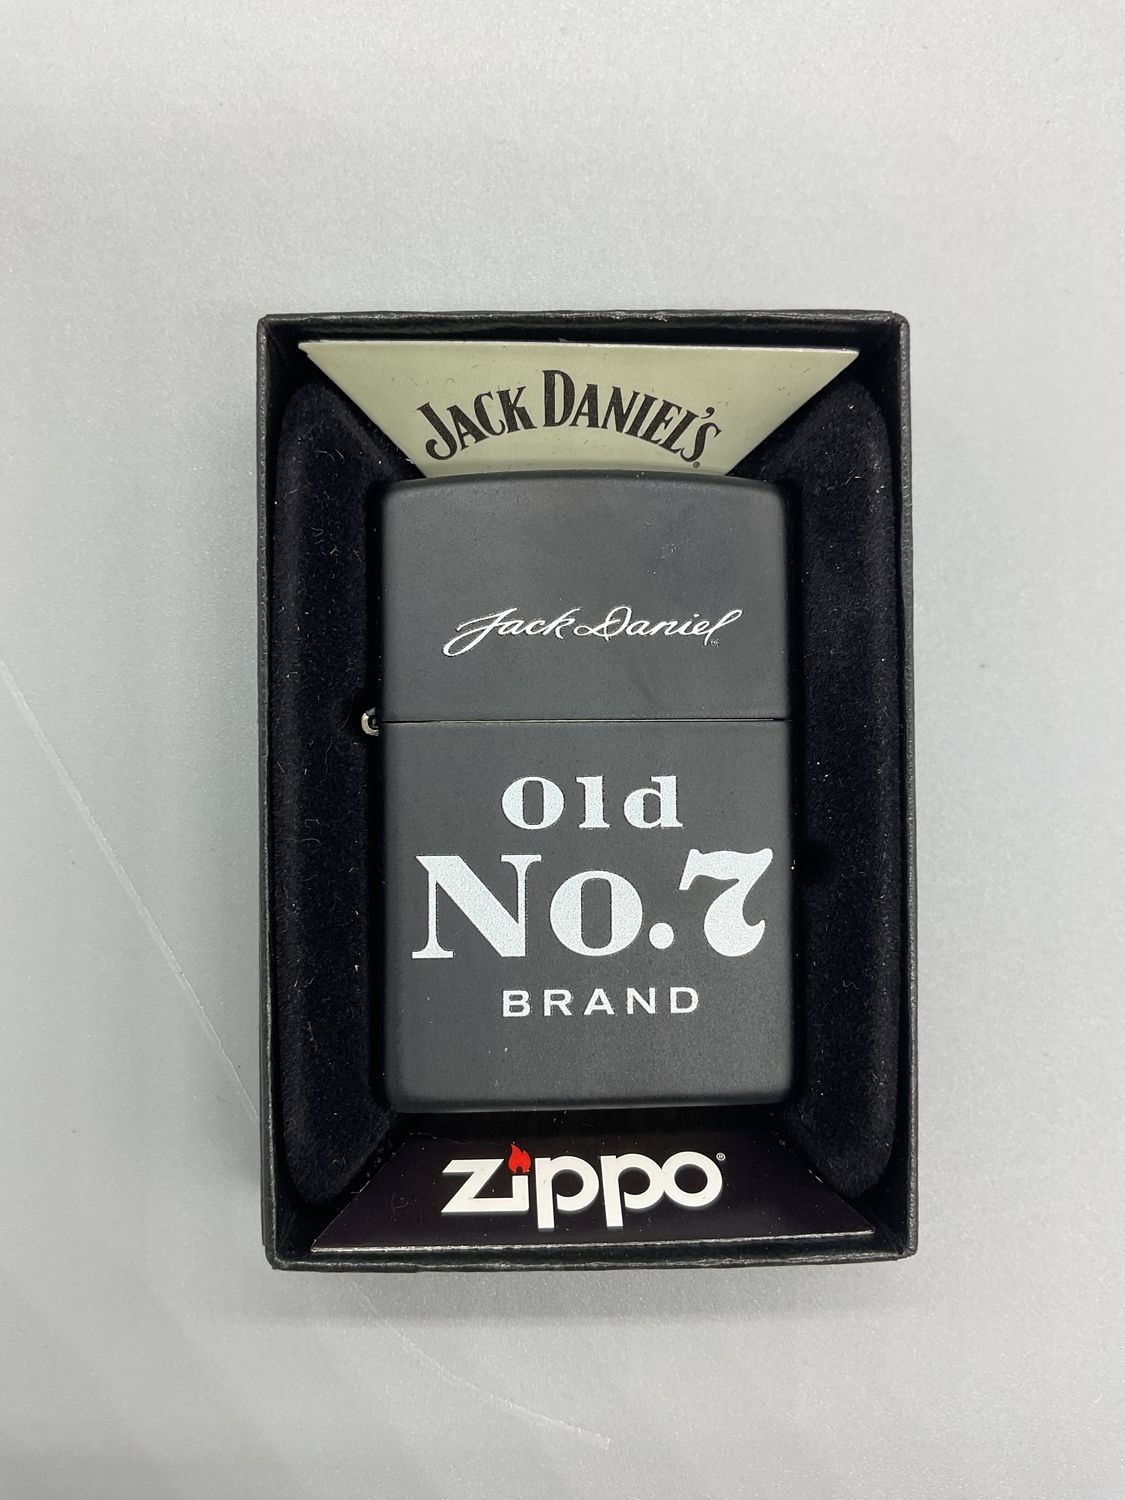 JACK DANIEL'S
Jack Daniel
Old
No.7
BRAND
zippo